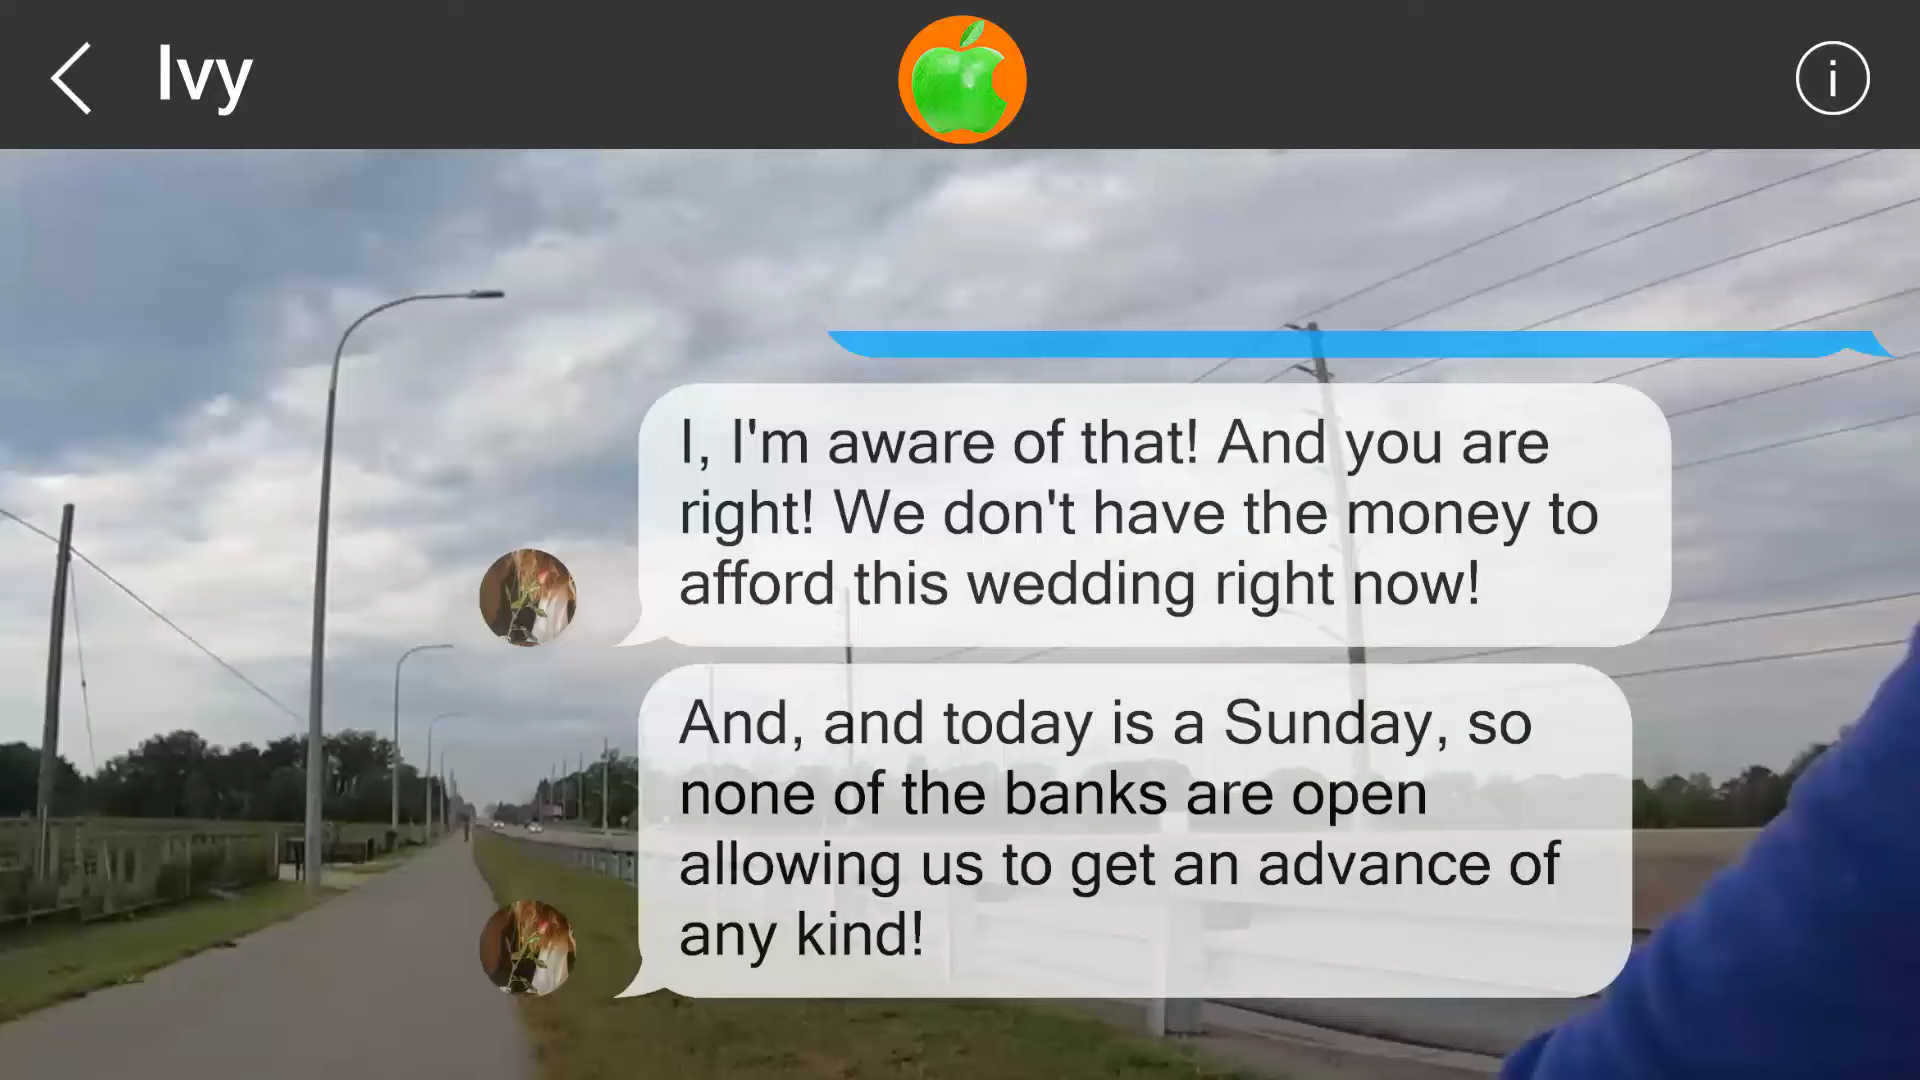 Ivy
i
I, I'm aware of that! And you are
right! We don't have the money to
afford this wedding right now!
And, and today is a Sunday, so
none of the banks are open
allowing us to get an advance of
any kind!